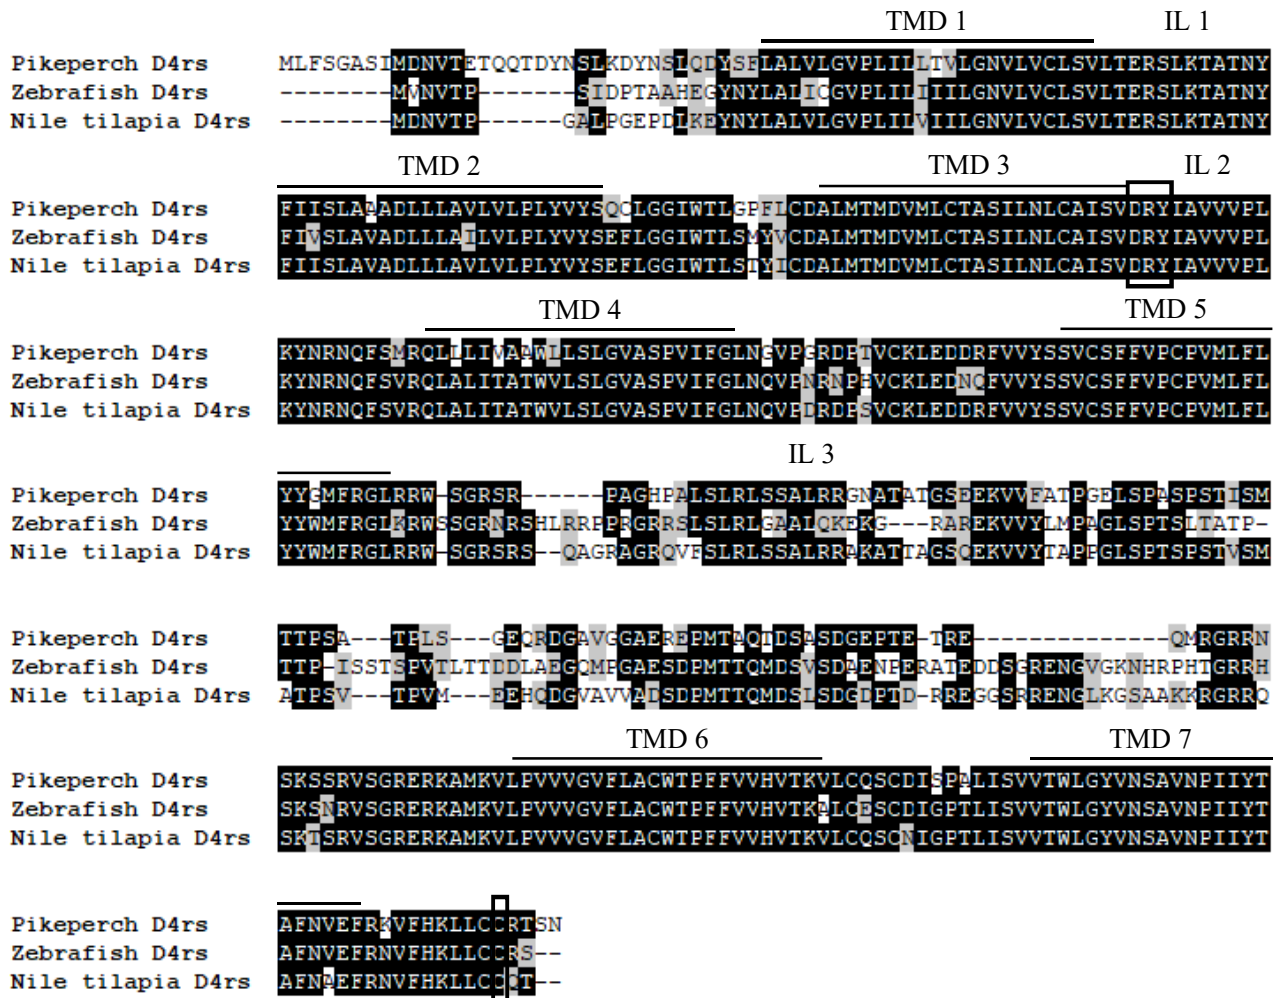 TMD 1 IL 1
Pikeperch D4rs MLFSGASIMDNVTETQQTDYNSLKDYNSLQDYSFLALVLGVPLILLTVLGNVLVCLSVLTERSLKTATNY
Zebrafish D4rs --------MVNVTP-------SIDPTAAHEGYNYLALICGVPLILIIILGNVLVCLSVLTERSLKTATNY
Nile tilapia D4rs --------MDNVTP------GALPGEPDLKEYNYLALVLGVPLILVIILGNVLVCLSVLTERSLKTATNY
TMD 2 TMD 3 IL 2
Pikeperch D4rs FIISLAAADLLLAVLVLPLYVYSQCLGGIWTLGPFLCDALMTMDVMLCTASILNLCAISVDRYIAVVVPL
Zebrafish D4rs FIVSLAVADLLLAILVLPLYVYSEFLGGIWTLSMYVCDALMTMDVMLCTASILNLCAISVDRYIAVVVPL
Nile tilapia D4rs FIISLAVADLLLAVLVLPLYVYSEFLGGIWTLSTYICDALMTMDVMLCTASILNLCAISVDRYIAVVVPL
TMD 4 TMD 5
Pikeperch D4rs KYNRNQFSMRQLLLIVAAWLLSLGVASPVIFGLNGVPGRDPTVCKLEDDRFVVYSSVCSFFVPCPVMLFL
Zebrafish D4rs KYNRNQFSVRQLALITATWVLSLGVASPVIFGLNQVPNRNPHVCKLEDNQFVVYSSVCSFFVPCPVMLFL
Nile tilapia D4rs KYNRNQFSVRQLALITATWVLSLGVASPVIFGLNQVPDRDPSVCKLEDDRFVVYSSVCSFFVPCPVMLFL
IL 3
Pikeperch D4rs YYGMFRGLRRW-SGRSR------PAGHPALSLRLSSALRRGNATATGSEEKVVFATPGELSPASPSTISM
Zebrafish D4rs YYWMFRGLKRWSSGRNRSHLRRPPRGRRSLSLRLGAALQKEKG---RAREKVVYLMPAGLSPTSLTATP-
Nile tilapia D4rs YYWMFRGLRRW-SGRSRS--QAGRAGRQVFSLRLSSALRRAKATTAGSQEKVVYTAPPGLSPTSPSTVSM
Pikeperch D4rs TTPSA---TPLS---GEQRDGAVGGAEREPMTAQTDSASDGEPTE-TRE--------------QMRGRRN
Zebrafish D4rs TTP-ISSTSPVTLTTDDLAEGQMPGAESDPMTTQMDSVSDAENPERATEDDSGRENGVGKNHRPHTGRRH
Nile tilapia D4rs ATPSV---TPVM---EEHQDGVAVVADSDPMTTQMDSLSDGDPTD-RREGGSRRENGLKGSAAKKRGRRQ
TMD 6 TMD 7
Pikeperch D4rs SKSSRVSGRERKAMKVLPVVVGVFLACWTPFFVVHVTKVLCQSCDISPALISVVTWLGYVNSAVNPIIYT
Zebrafish D4rs SKSNRVSGRERKAMKVLPVVVGVFLACWTPFFVVHVTKALCESCDIGPTLISVVTWLGYVNSAVNPIIYT
Nile tilapia D4rs SKTSRVSGRERKAMKVLPVVVGVFLACWTPFFVVHVTKVLCQSCNIGPTLISVVTWLGYVNSAVNPIIYT
Pikeperch D4rs AFNVEFRKVFHKLLCCRTSN
Zebrafish D4rs AFNVEFRNVFHKLLCCRS--
Nile tilapia D4rs AFNAEFRNVFHKLLCCQT--